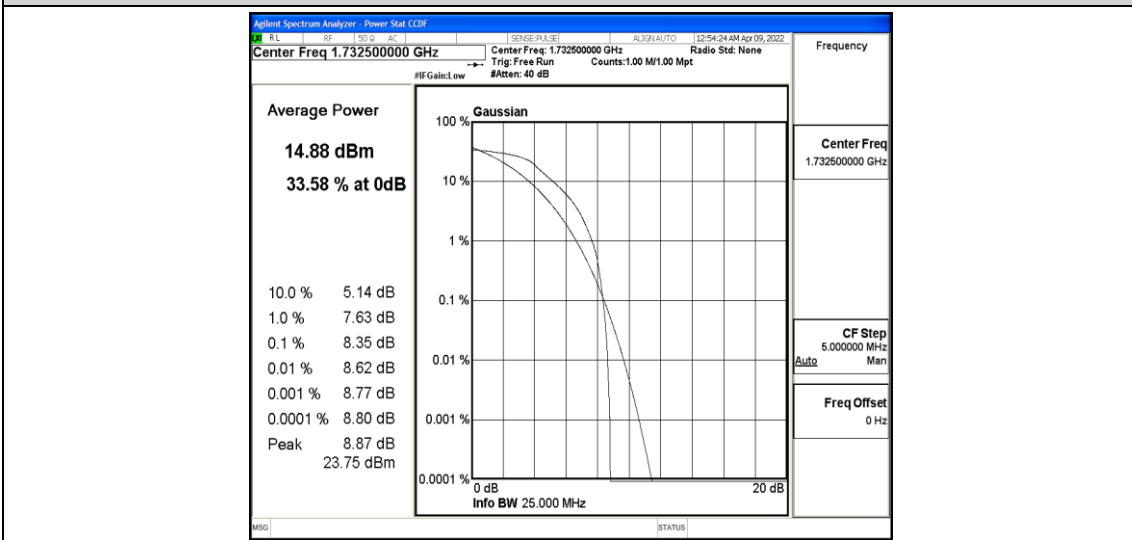 Agilent Spectrum Analyzer - Power Stat CCDF
RL RF 50 Ω AC SENSE:PULSE ALIGN AUTO 12:54:24 AM Apr 09, 2022
Center Freq 1.732500000 GHz
Center Freq: 1.732500000 GHz Radio Std: None
Trig: Free Run Counts:1.00 M/1.00 Mpt
#IFGain:Low #Atten: 40 dB
Frequency
Average Power
14.88 dBm
33.58 % at 0dB
10.0 % 5.14 dB
1.0 % 7.63 dB
0.1 % 8.35 dB
0.01 % 8.62 dB
0.001 % 8.77 dB
0.0001 % 8.80 dB
Peak 8.87 dB
23.75 dBm
Gaussian
100 %
10 %
1 %
0.1 %
0.01 %
0.001 %
0.0001 %
0 dB 20 dB
Info BW 25.000 MHz
Center Freq
1.732500000 GHz
CF Step
5.000000 MHz
Auto Man
Freq Offset
0 Hz
MSG STATUS